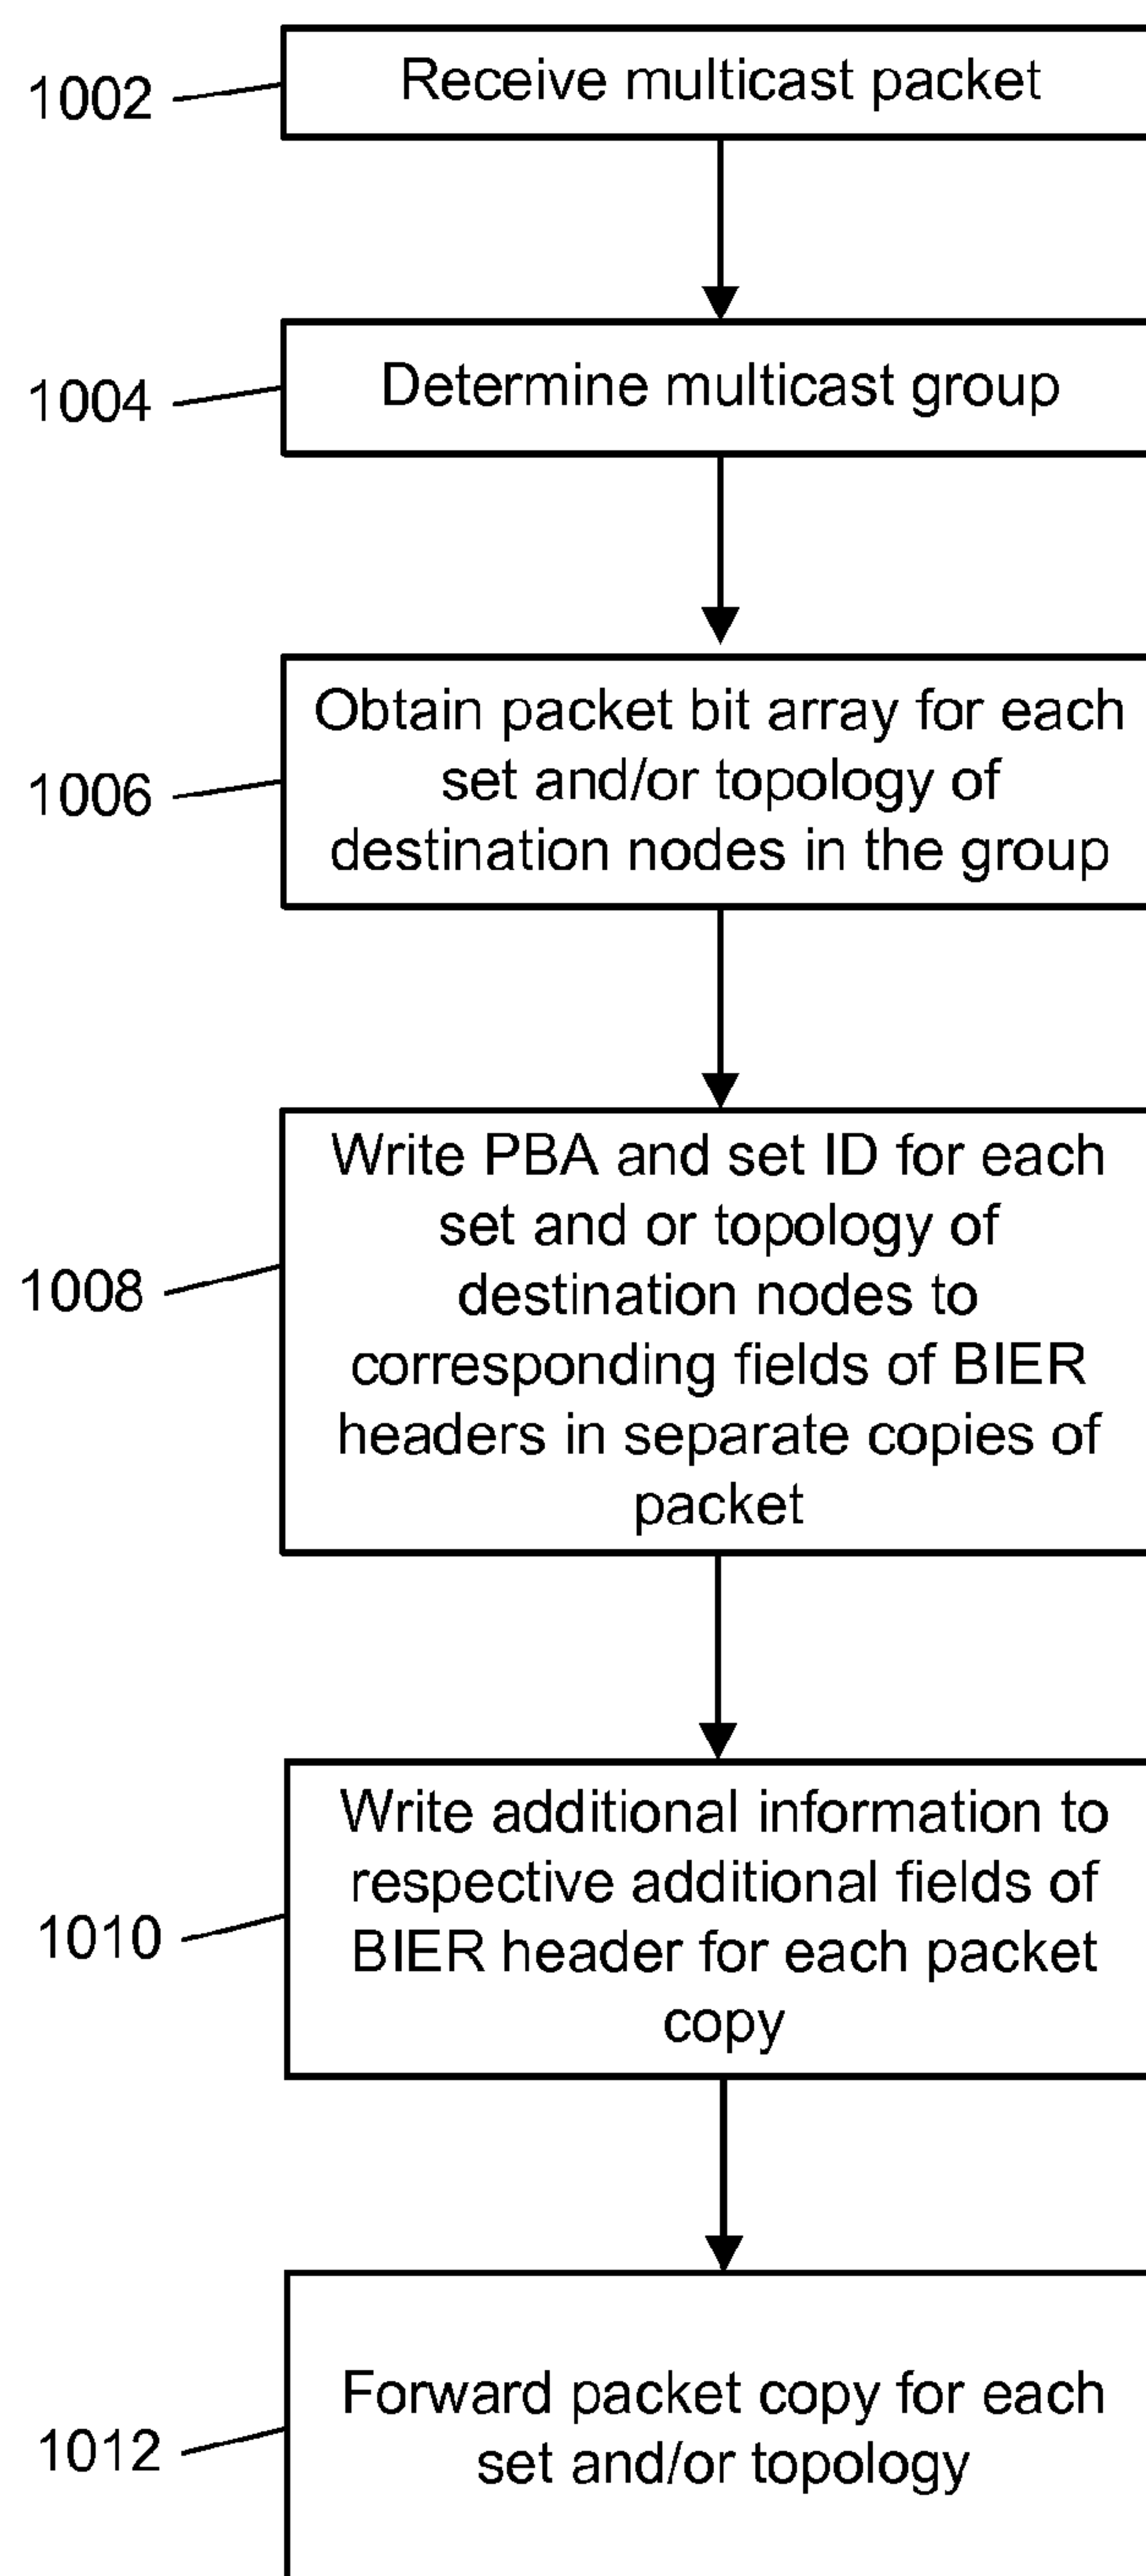 1002
Receive multicast packet
1004
Determine multicast group
1006
Obtain packet bit array for each
set and/or topology of
destination nodes in the group
1008
Write PBA and set ID for each
set and or topology of
destination nodes to
corresponding fields of BIER
headers in separate copies of
packet
1010
Write additional information to
respective additional fields of
BIER header for each packet
copy
1012
Forward packet copy for each
set and/or topology